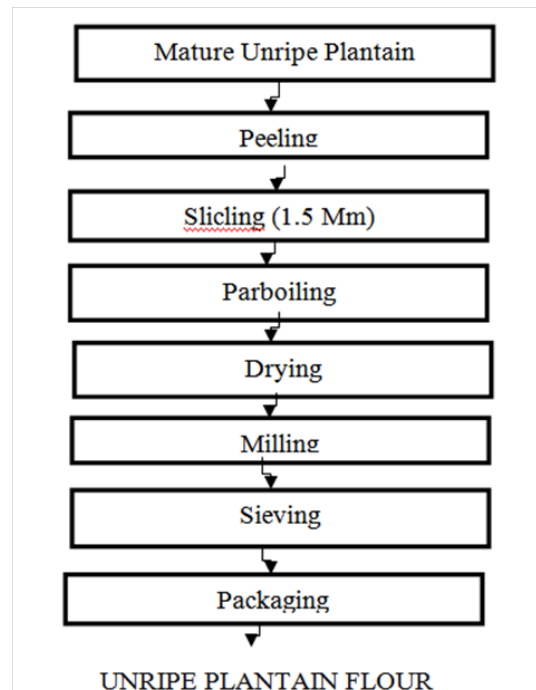 Mature Unripe Plantain
Peeling
Slicling (1.5 Mm)
Parboiling
Drying
Milling
Sieving
Packaging
UNRIPE PLANTAIN FLOUR